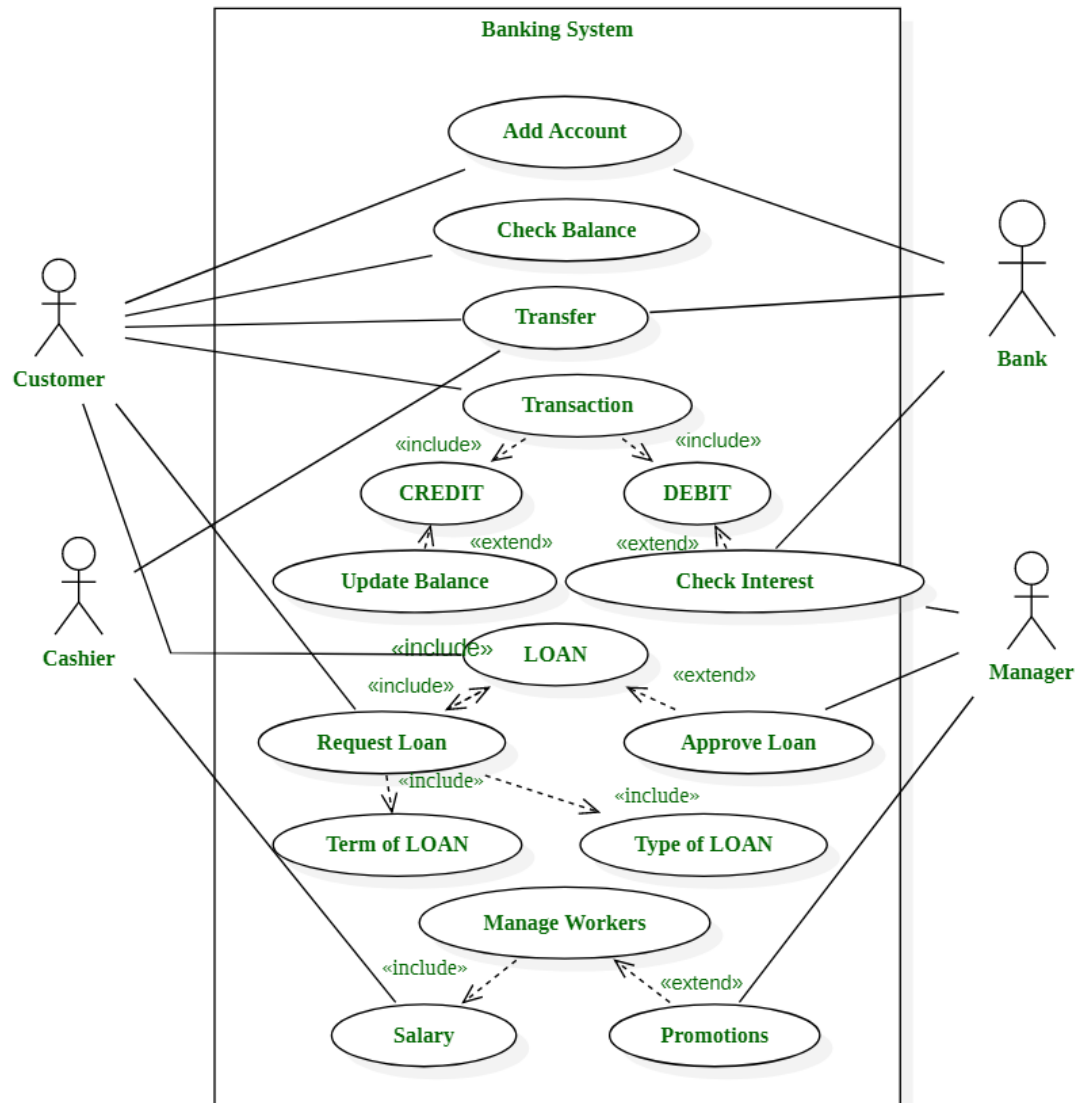 Banking System
Add Account
Check Balance
Transfer
Customer
Bank
Transaction
«include»
«include»
CREDIT
DEBIT
«extend»
«extend»
Update Balance
Check Interest
Cashier
«include»
LOAN
Manager
«include»
«extend»
Request Loan
Approve Loan
«include»
«include»
Term of LOAN
Type of LOAN
Manage Workers
«include»
«extend»
Salary
Promotions